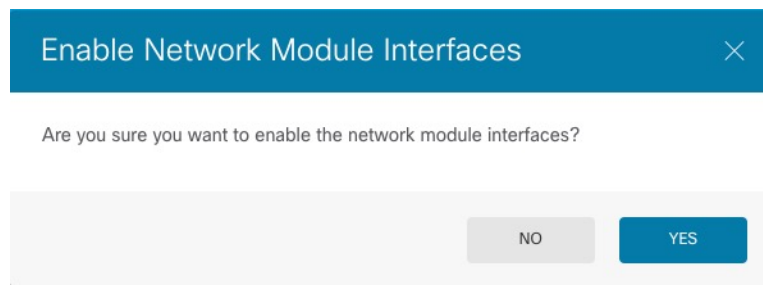 Enable Network Module Interfaces
Are you sure you want to enable the network module interfaces?
NO YES